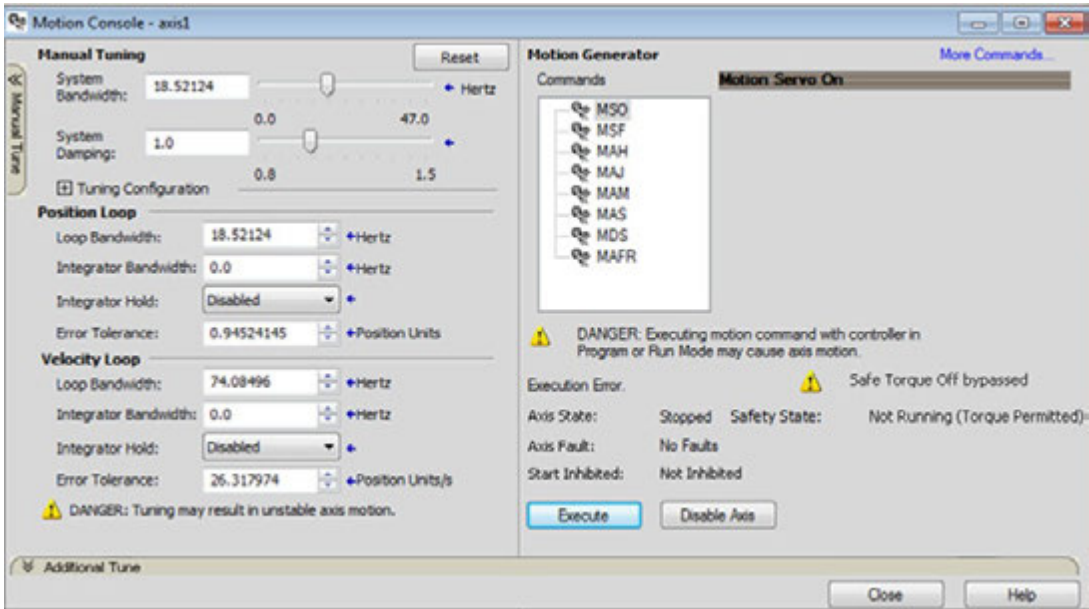 Motion Console - axis1
Manual Tuning
Reset
System Bandwidth: 18.52124 Hertz
0.0 47.0
System Damping: 1.0
0.8 1.5
Tuning Configuration
Position Loop
Loop Bandwidth: 18.52124 Hertz
Integrator Bandwidth: 0.0 Hertz
Integrator Hold: Disabled
Error Tolerance: 0.94524145 Position Units
Velocity Loop
Loop Bandwidth: 74.08496 Hertz
Integrator Bandwidth: 0.0 Hertz
Integrator Hold: Disabled
Error Tolerance: 26.317974 Position Units/s
DANGER: Tuning may result in unstable axis motion.
Manual Tune
Motion Generator
More Commands...
Commands
Motion Servo On
MSO
MSF
MAH
MAJ
MAM
MAS
MDS
MAFR
DANGER: Executing motion command with controller in
Program or Run Mode may cause axis motion.
Execution Error.
Safe Torque Off bypassed
Axis State: Stopped Safety State: Not Running (Torque Permitted)
Axis Fault: No Faults
Start Inhibited: Not Inhibited
Execute Disable Axis
Additional Tune
Close Help